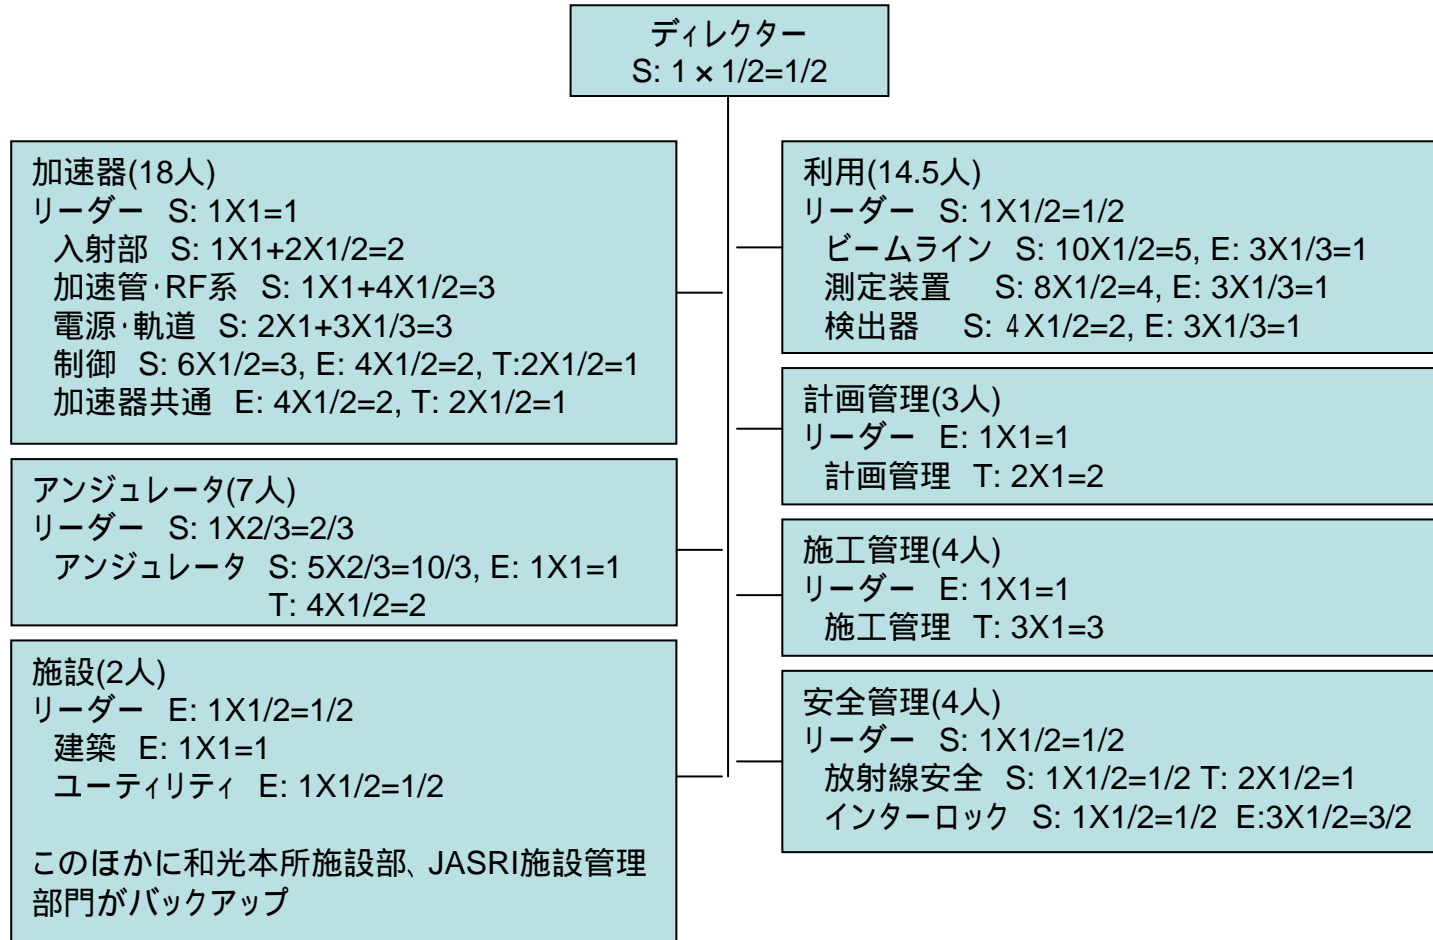 ディレクター
S: 1 × 1/2=1/2
加速器(18人)
リーダー S: 1X1=1
入射部 S: 1X1+2X1/2=2
加速管・RF系 S: 1X1+4X1/2=3
電源・軌道 S: 2X1+3X1/3=3
制御 S: 6X1/2=3, E: 4X1/2=2, T:2X1/2=1
加速器共通 E: 4X1/2=2, T: 2X1/2=1
アンジュレータ(7人)
リーダー S: 1X2/3=2/3
アンジュレータ S: 5X2/3=10/3, E: 1X1=1
T: 4X1/2=2
施設(2人)
リーダー E: 1X1/2=1/2
建築 E: 1X1=1
ユーティリティ E: 1X1/2=1/2
このほかに和光本所施設部、JASRI施設管理
部門がバックアップ
利用(14.5人)
リーダー S: 1X1/2=1/2
ビームライン S: 10X1/2=5, E: 3X1/3=1
測定装置 S: 8X1/2=4, E: 3X1/3=1
検出器 S: 4X1/2=2, E: 3X1/3=1
計画管理(3人)
リーダー E: 1X1=1
計画管理 T: 2X1=2
施工管理(4人)
リーダー E: 1X1=1
施工管理 T: 3X1=3
安全管理(4人)
リーダー S: 1X1/2=1/2
放射線安全 S: 1X1/2=1/2 T: 2X1/2=1
インターロック S: 1X1/2=1/2 E:3X1/2=3/2